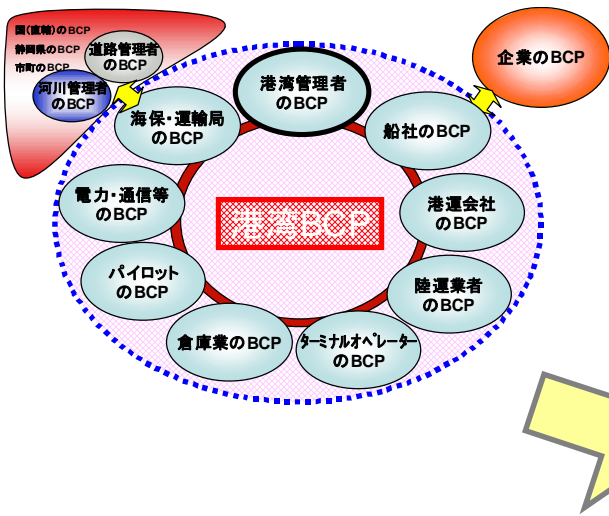 国(直轄)のBCP
静岡県のBCP
市町のBCP
道路管理者
のBCP
河川管理者
のBCP
企業のBCP
港湾管理者
のBCP
海保・運輸局
のBCP
船社のBCP
電力・通信等
のBCP
港湾BCP
港運会社
のBCP
パイロット
のBCP
陸運業者
のBCP
倉庫業のBCP
ターミナルオペレーター
のBCP